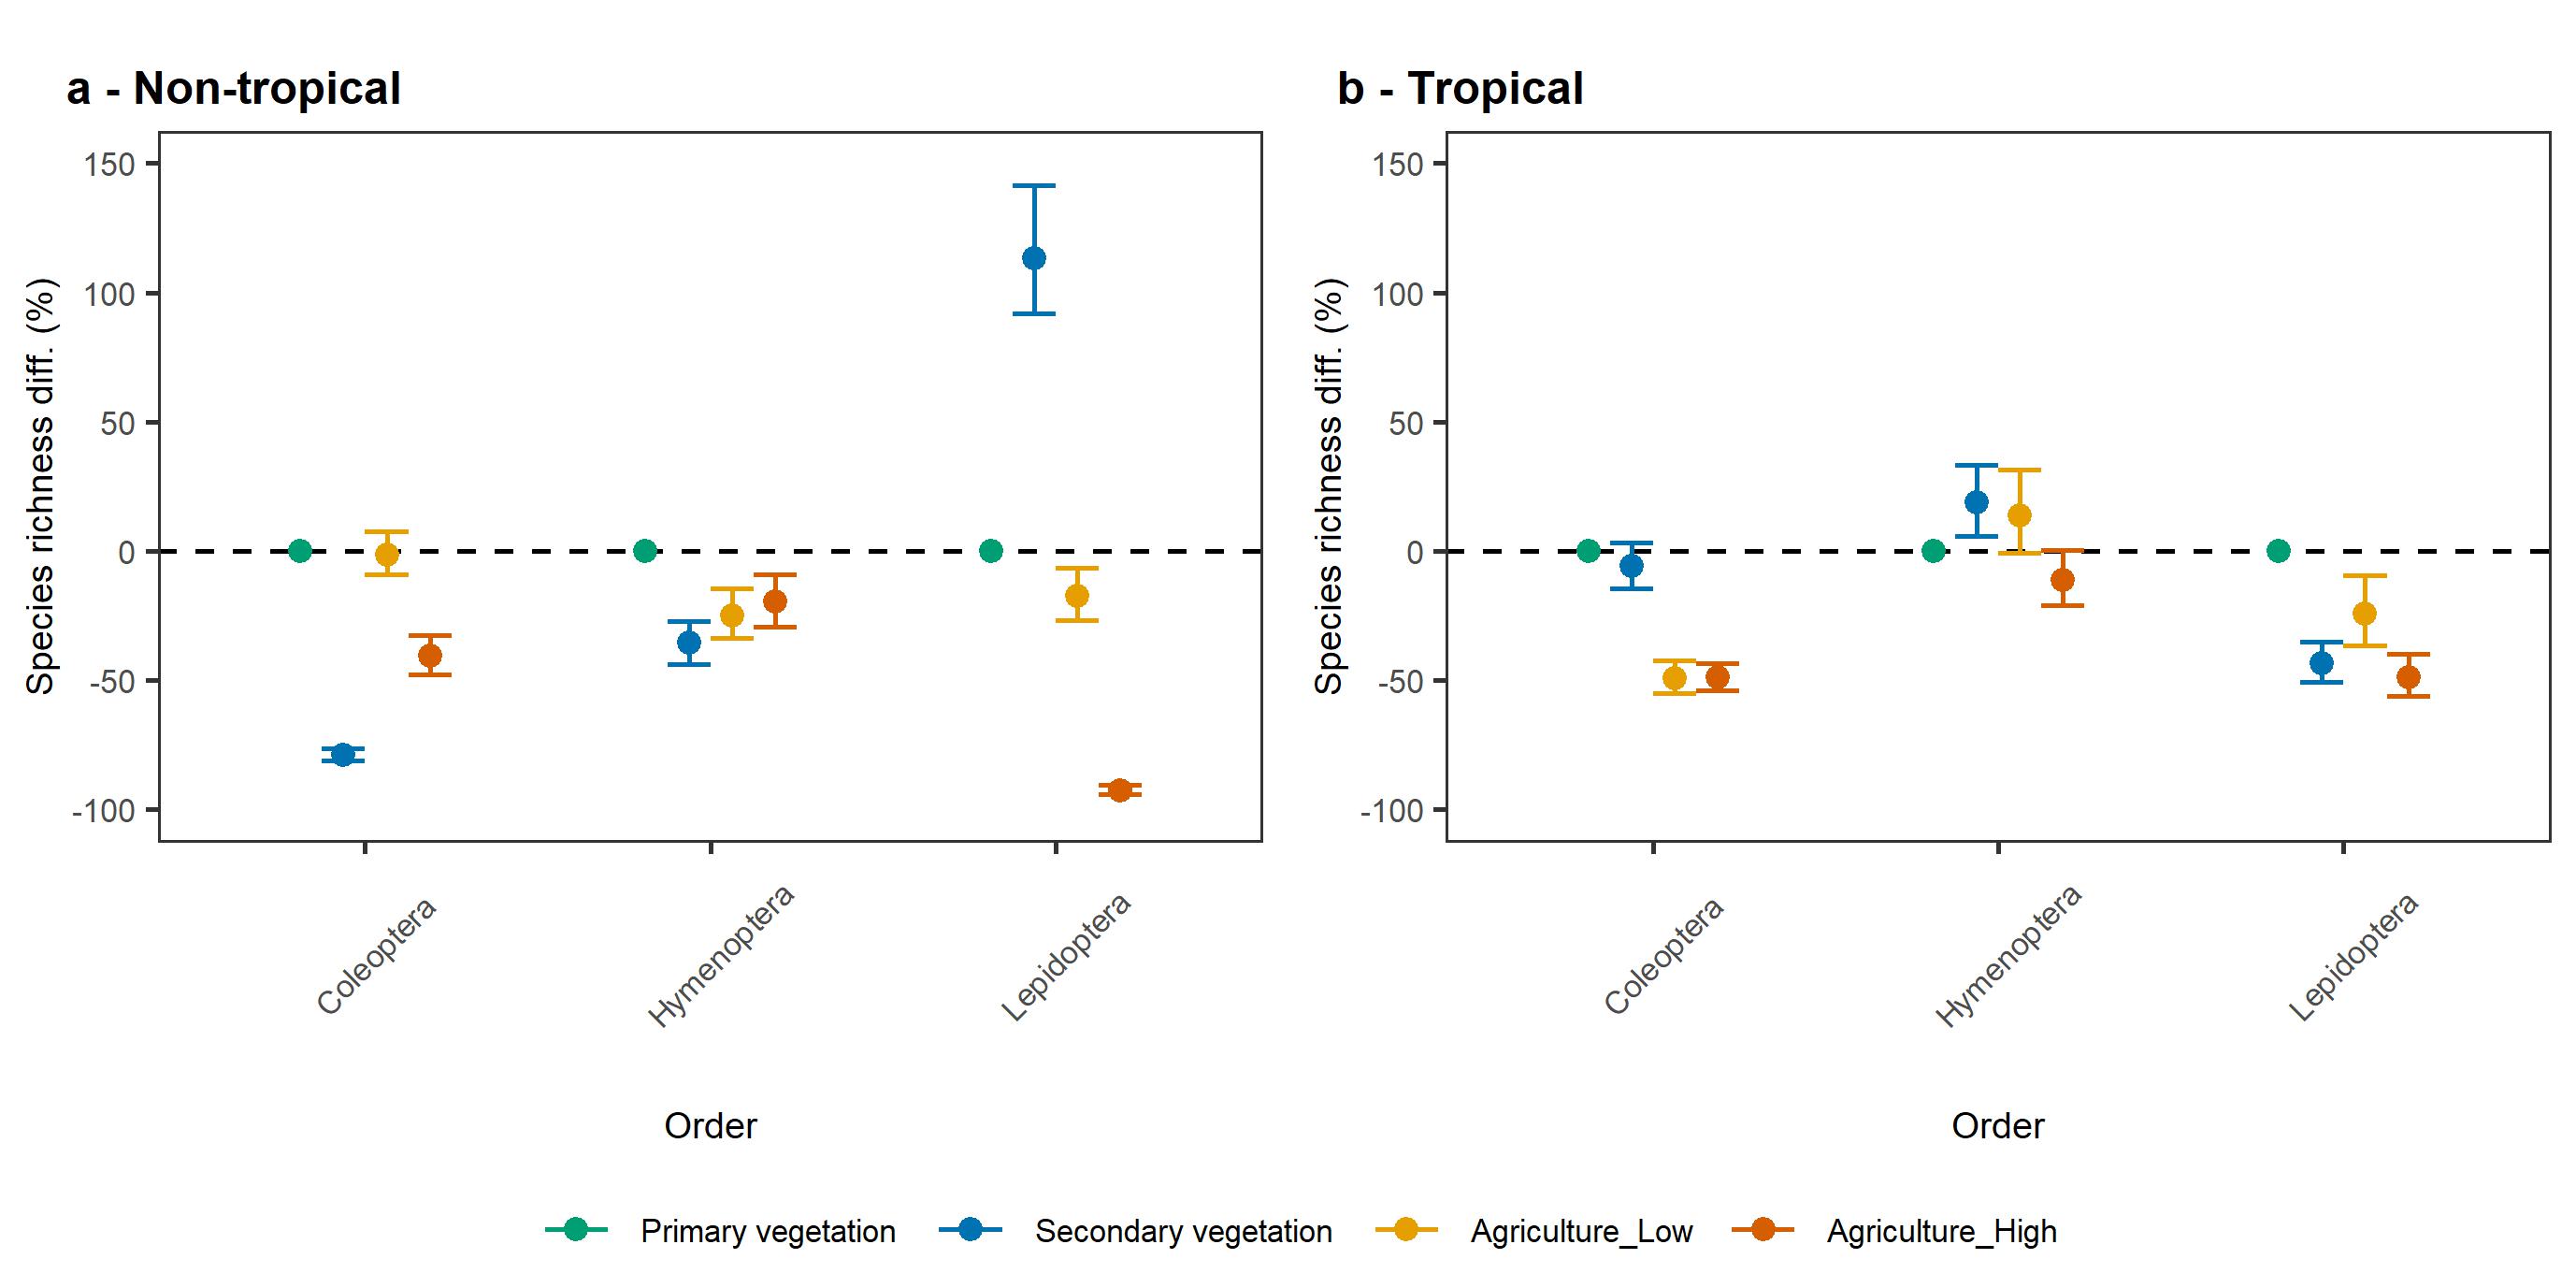 a - Non-tropical
b - Tropical
Species richness diff. (%)
150
100
50
0
-50
-100
Coleoptera
Hymenoptera
Lepidoptera
Order
Species richness diff. (%)
150
100
50
0
-50
-100
Coleoptera
Hymenoptera
Lepidoptera
Order
Primary vegetation
Secondary vegetation
Agriculture_Low
Agriculture_High